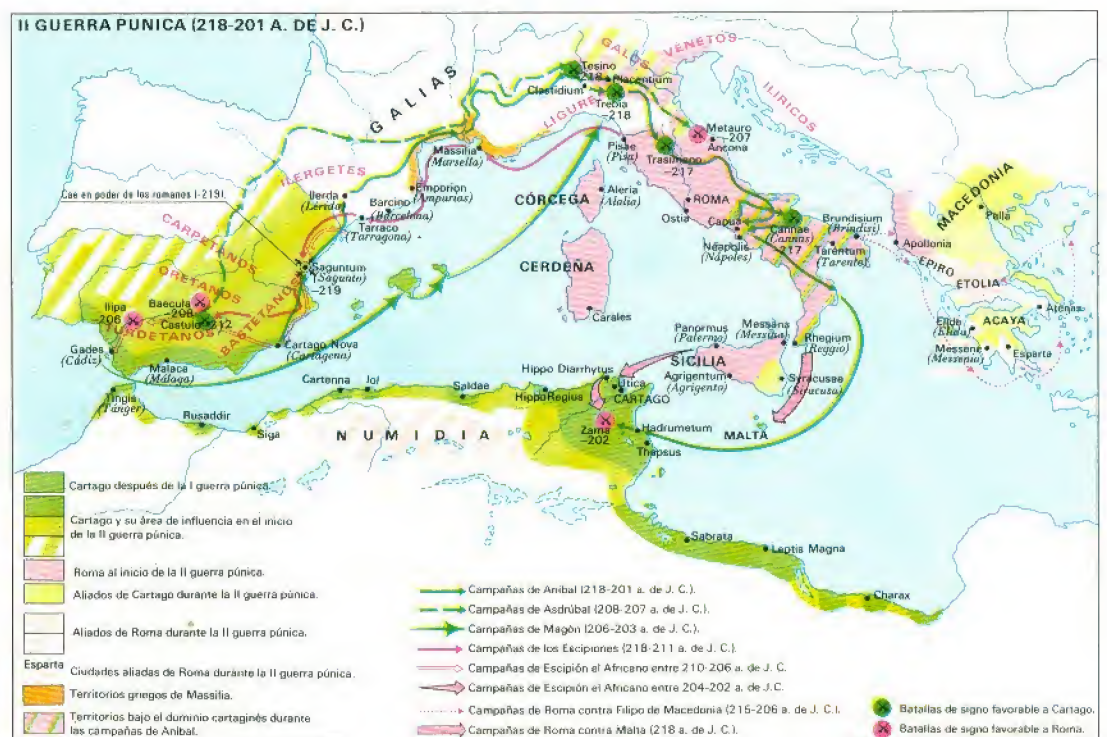 II GUERRA PUNICA (218-201 A. DE J. C.)
GALIAS
GALOS
VENETOS
ILIRICOS
LIGURE
Tesino
-218
Clastidium
Placentium
Trebia
-218
Metauro
-207
Ancona
Trasimeno
-217
Massilia
(Marsella)
Pisae
(Pisa)
ILERGETES
Cae en poder de los romanos (-219).
Ilerda
(Lérida)
Emporion
(Ampurias)
Barcino
(Barcelona)
Tarraco
(Tarragona)
CÓRCEGA
Aleria
(Alalia)
ROMA
Ostia
Capua
Neápolis
(Nápoles)
Cannae
(Cannas)
-217
Brundisium
(Brindisi)
Tarentum
(Tarento)
MACEDONIA
Pella
Apollonia
EPIRO
ETOLIA
ACAYA
Atenas
Elide
(Elida)
Messene
(Messenia)
Esparta
CARPETANOS
ORETANOS
Saguntum
(Sagunto)
-219
Ilipa
-206
Baecula
-208
Castulo -212
TURDETANOS
BASTETANOS
Gades
(Cádiz)
Malaca
(Málaga)
Cartago Nova
(Cartagena)
CERDEÑA
Carales
Panormus
(Palermo)
Messana
(Messina)
Rhegium
(Reggio)
SICILIA
Agrigentum
(Agrigento)
Syracusae
(Siracusa)
Tingis
(Tánger)
Rusaddir
Siga
Cartenna
Iol
Saldae
Hippo Diarrhytus
Hippo Regius
Utica
CARTAGO
NUMIDIA
Zama
-202
Hadrumetum
Thapsus
MALTA
Sabrata
Leptis Magna
Charax
Cartago después de la I guerra púnica.
Cartago y su área de influencia en el inicio
de la II guerra púnica.
Roma al inicio de la II guerra púnica.
Aliados de Cartago durante la II guerra púnica.
Aliados de Roma durante la II guerra púnica.
Esparta Ciudades aliadas de Roma durante la II guerra púnica.
Territorios griegos de Massilia.
Territorios bajo el duminio cartaginés durante
las campañas de Aníbal.
Campañas de Aníbal (218-201 a. de J. C.).
Campañas de Asdrúbal (208-207 a. de J. C.).
Campañas de Magón (206-203 a. de J. C.).
Campañas de los Escipiones (218-211 a. de J. C.).
Campañas de Escipión el Africano entre 210-206 a. de J. C.
Campañas de Escipión el Africano entre 204-202 a. de J.C.
Campañas de Roma contra Filipo de Macedonia (215-206 a. de J. C.).
Campañas de Roma contra Malta (218 a. de J. C.).
Batallas de signo favorable a Cartago.
Batallas de signo favorable a Roma.